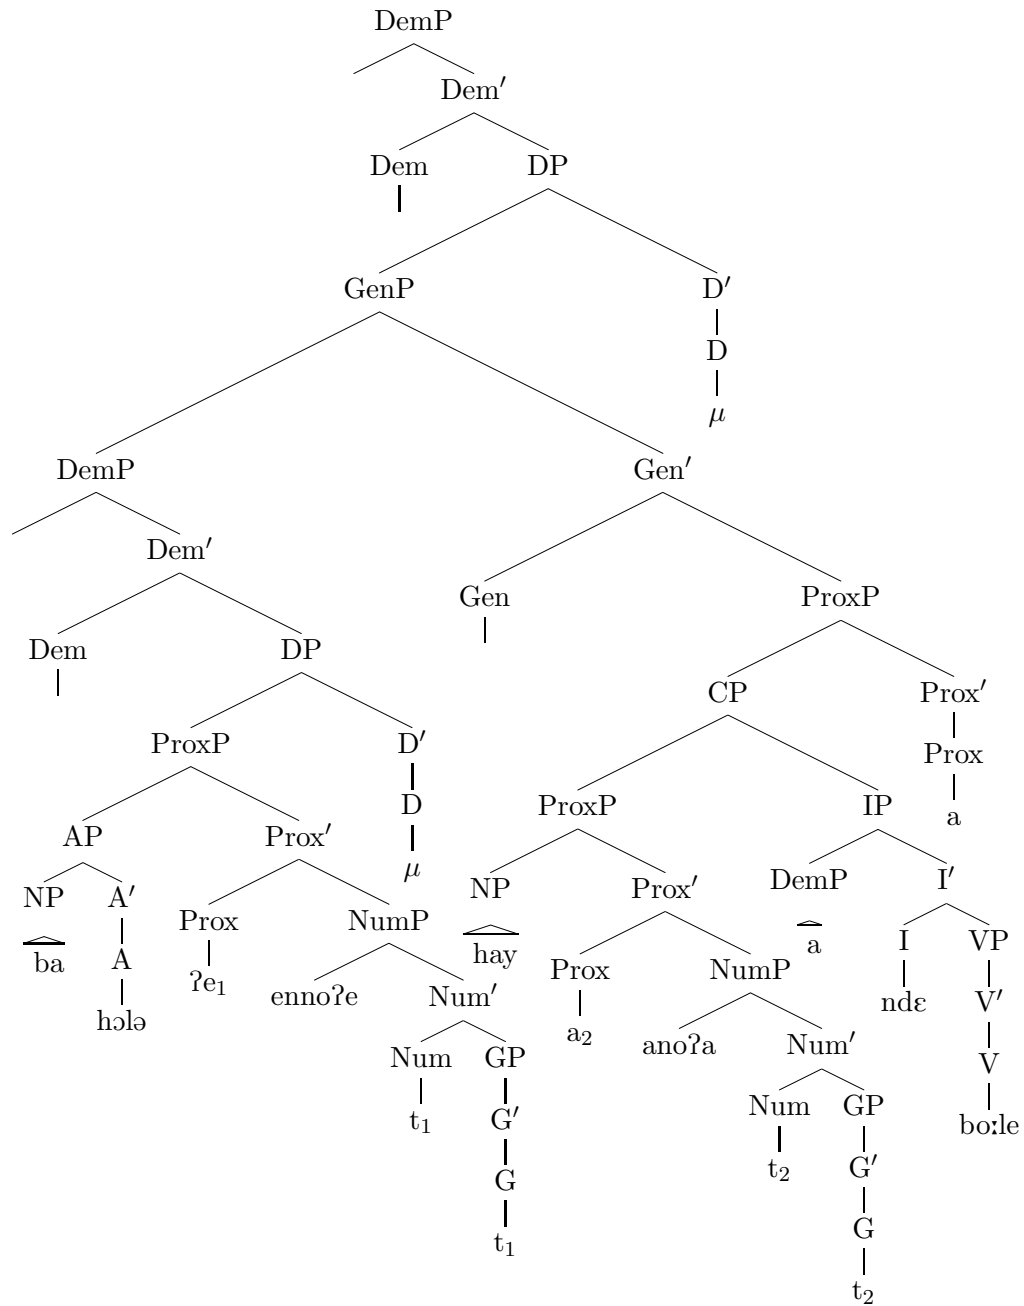 DemP
Dem′
Dem DP
GenP D′
D
μ
DemP Gen′
Dem′
Gen ProxP
Dem DP
CP Prox′
ProxP D′
Prox
D ProxP IP
a
AP Prox′
μ
NP A′ NP Prox′ DemP I′
Prox NumP
ba A hay a I VP
ʔe₁ ennoʔe Num′ Prox NumP
ndɛ V′
hɔlə a₂ anoʔa Num′
Num GP V
t₁ G′ Num GP boːle
G t₂ G′
t₁ G
t₂